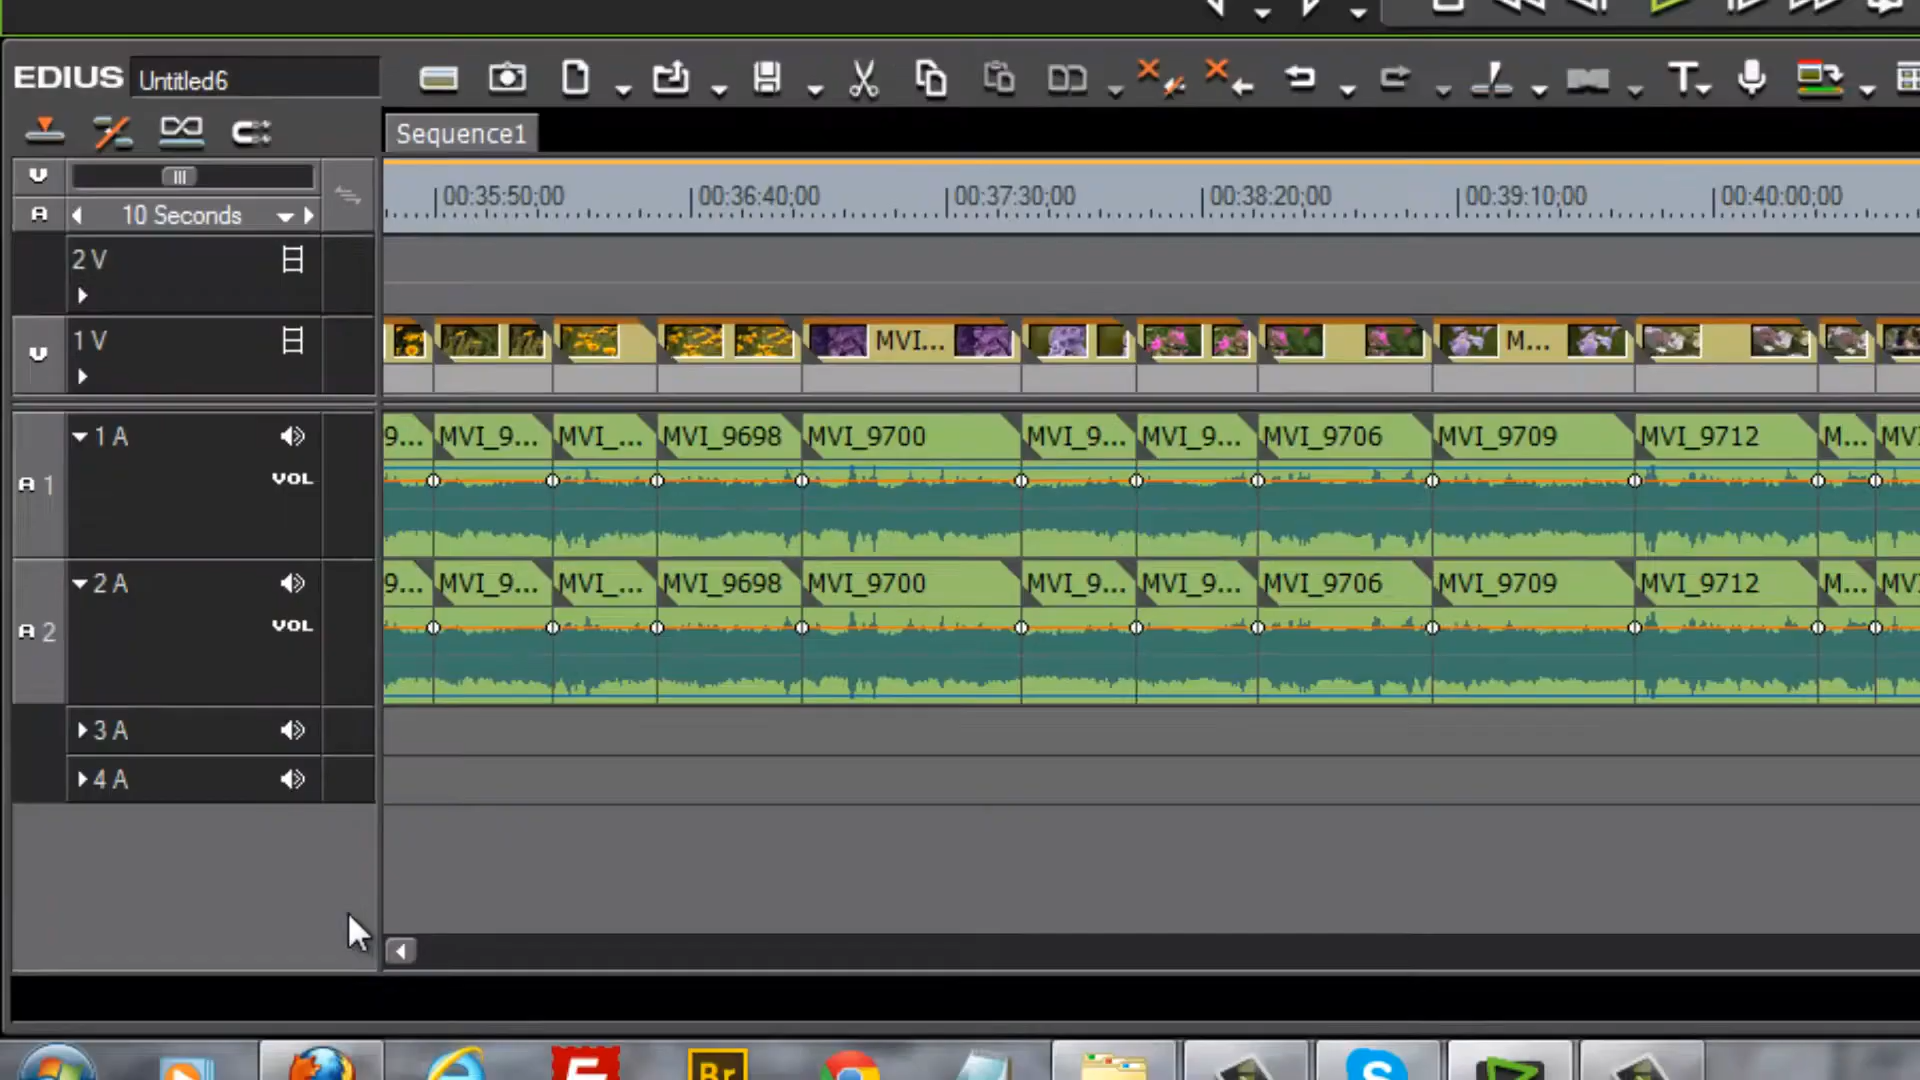 EDIUS Untitled6
Sequence1
10 Seconds 00:35:50;00 00:36:40;00 00:37:30;00 00:38:20;00 00:39:10;00 00:40:00;00
V
A
2 V
V 1 V MVI... M...
1 A 9... MVI_9... MVI_... MVI_9698 MVI_9700 MVI_9... MVI_9... MVI_9706 MVI_9709 MVI_9712 M... MVI
A 1 VOL
2 A 9... MVI_9... MVI_... MVI_9698 MVI_9700 MVI_9... MVI_9... MVI_9706 MVI_9709 MVI_9712 M... MVI
A 2 VOL
3 A
4 A
Br